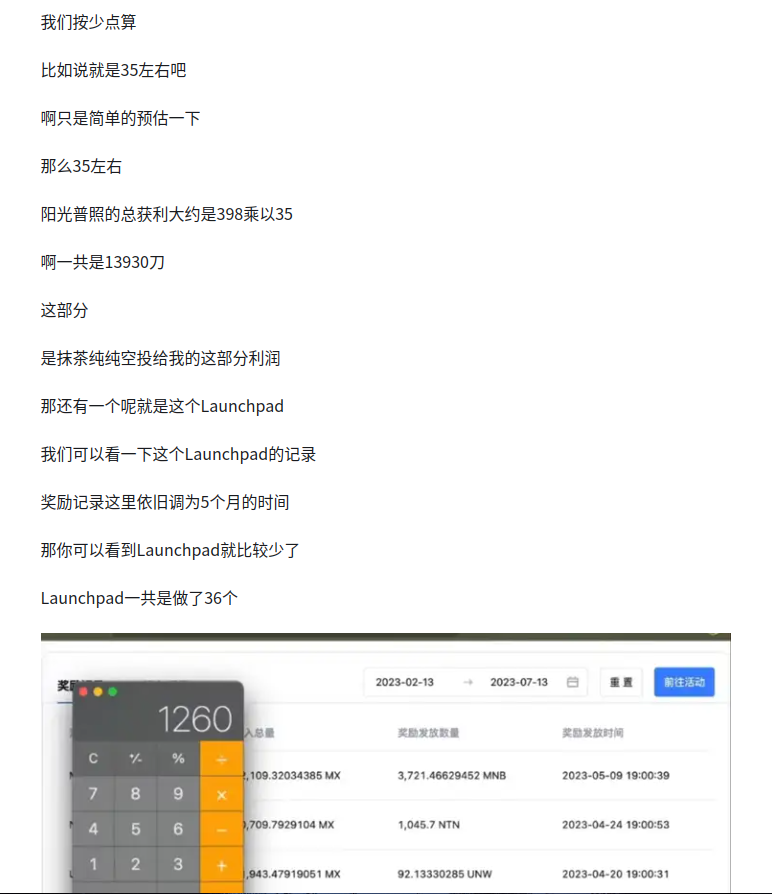 我们按少点算
比如说就是35左右吧
啊只是简单的预估一下
那么35左右
阳光普照的总获利大约是398乘以35
啊一共是13930刀
这部分
是抹茶纯纯空投给我的这部分利润
那还有一个呢就是这个Launchpad
我们可以看一下这个Launchpad的记录
奖励记录这里依旧调为5个月的时间
那你可以看到Launchpad就比较少了
Launchpad一共是做了36个
奖 2023-02-13 → 2023-07-13 重置 前往活动
1260
入总量 奖励发放数量 奖励发放时间
C +/- % ÷
,109.32034385 MX 3,721.46629452 MNB 2023-05-09 19:00:39
7 8 9 ×
,709.7929104 MX 1,045.7 NTN 2023-04-24 19:00:53
4 5 6 −
1 2 3 +
,943.47919051 MX 92.13330285 UNW 2023-04-20 19:00:31